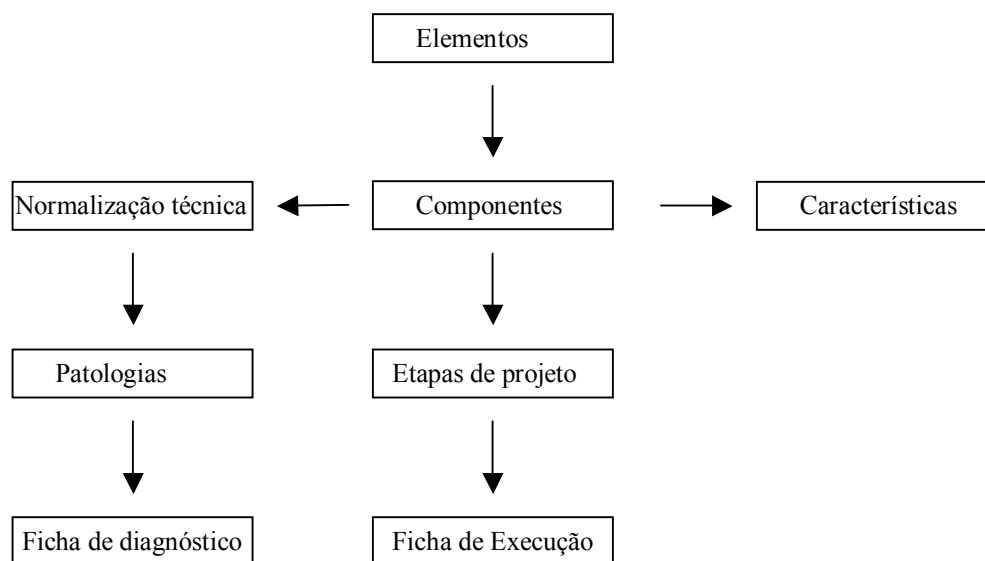 Elementos
Normalização técnica
Componentes
Características
Patologias
Etapas de projeto
Ficha de diagnóstico
Ficha de Execução